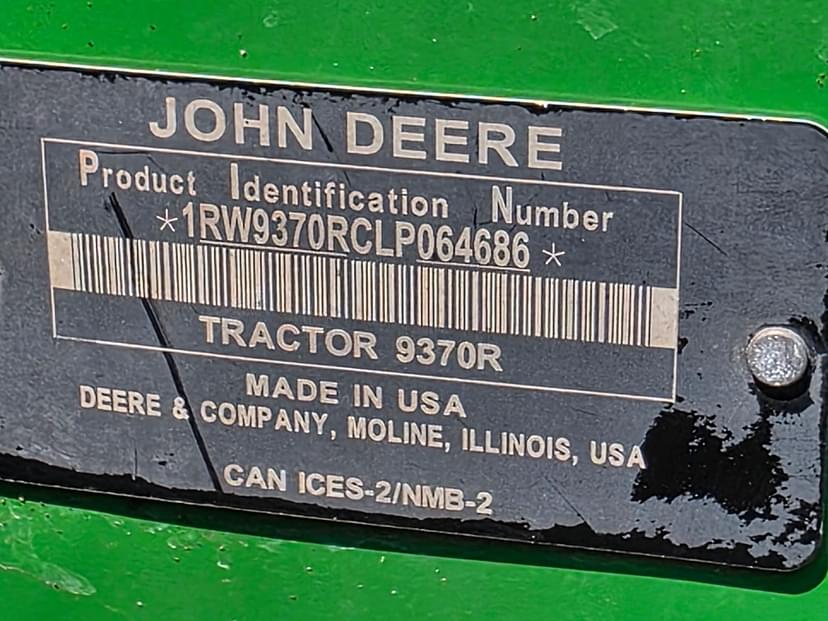 JOHN DEERE
Product Identification Number
*1RW9370RCLP064686*
TRACTOR 9370R
MADE IN USA
DEERE & COMPANY, MOLINE, ILLINOIS, USA
CAN ICES-2/NMB-2